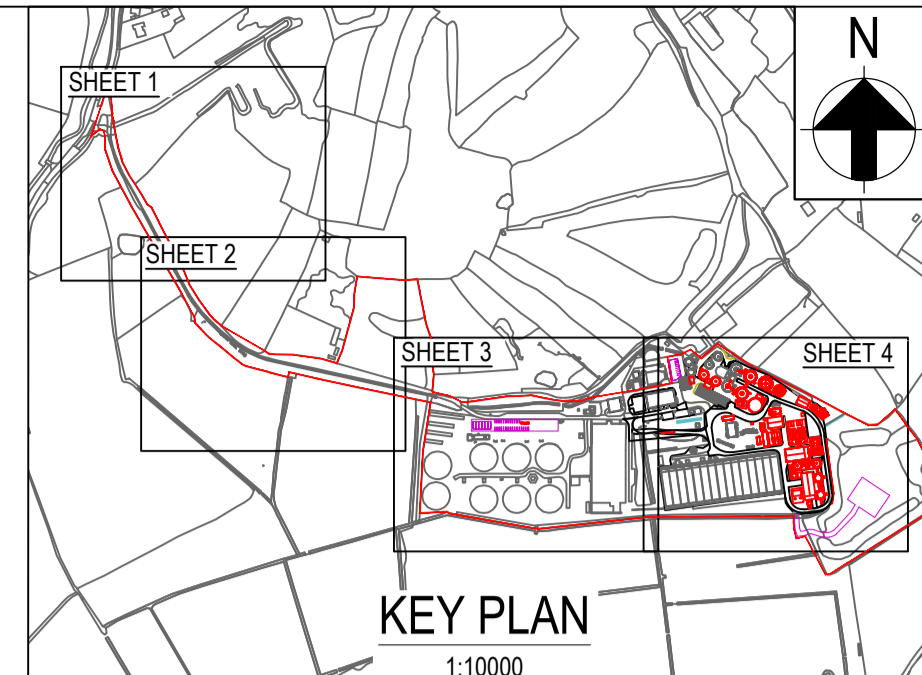 N
SHEET 1
SHEET 2
SHEET 3
SHEET 4
KEY PLAN
1:10000